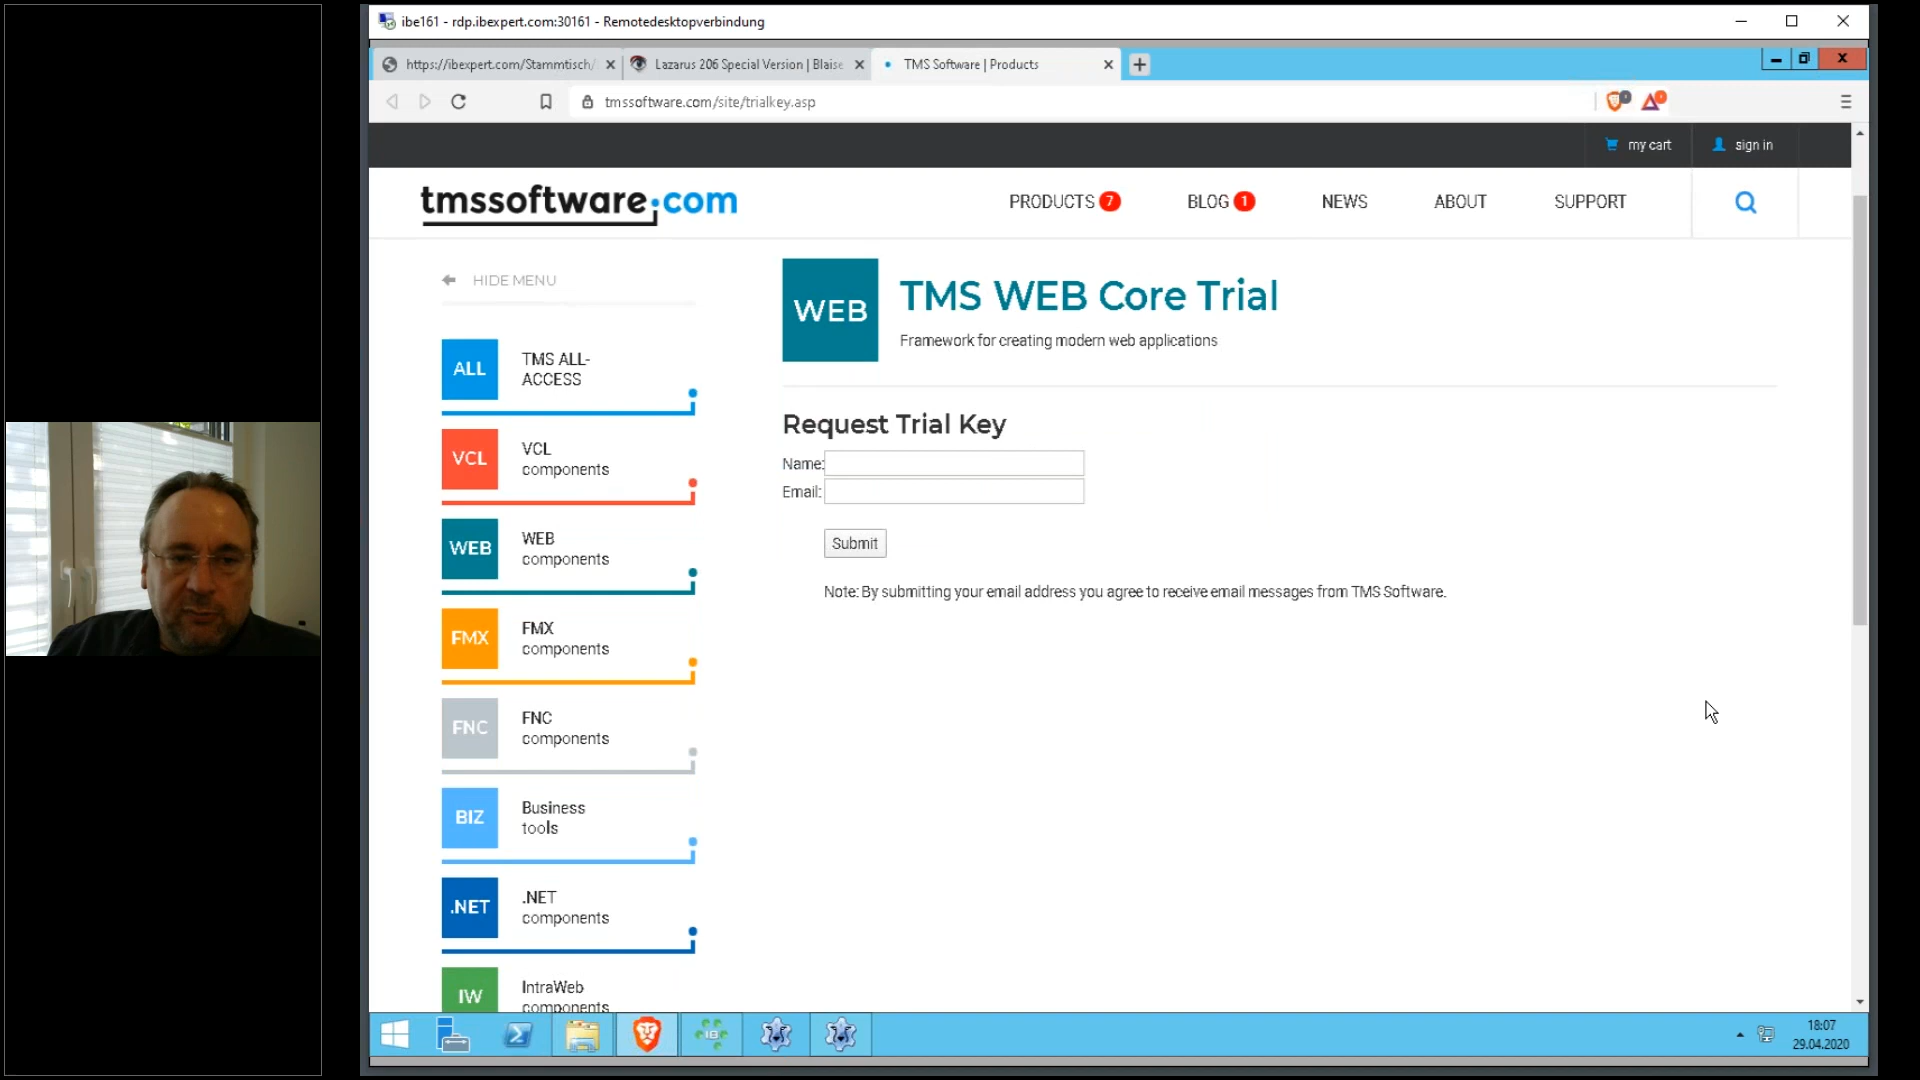 ibe161 - rdp.ibexpert.com:30161 - Remotedesktopverbindung
https://ibexpert.com/Stammtisch/
Lazarus 206 Special Version | Blaise
TMS Software | Products
tmssoftware.com/site/trialkey.asp
my cart
sign in
tmssoftware.com
PRODUCTS 7
BLOG 1
NEWS
ABOUT
SUPPORT
HIDE MENU
WEB
TMS WEB Core Trial
Framework for creating modern web applications
ALL
TMS ALL-
ACCESS
Request Trial Key
Name:
Email:
Submit
Note: By submitting your email address you agree to receive email messages from TMS Software.
VCL
VCL
components
WEB
WEB
components
FMX
FMX
components
FNC
FNC
components
BIZ
Business
tools
.NET
.NET
components
IW
IntraWeb
components
18:07
29.04.2020